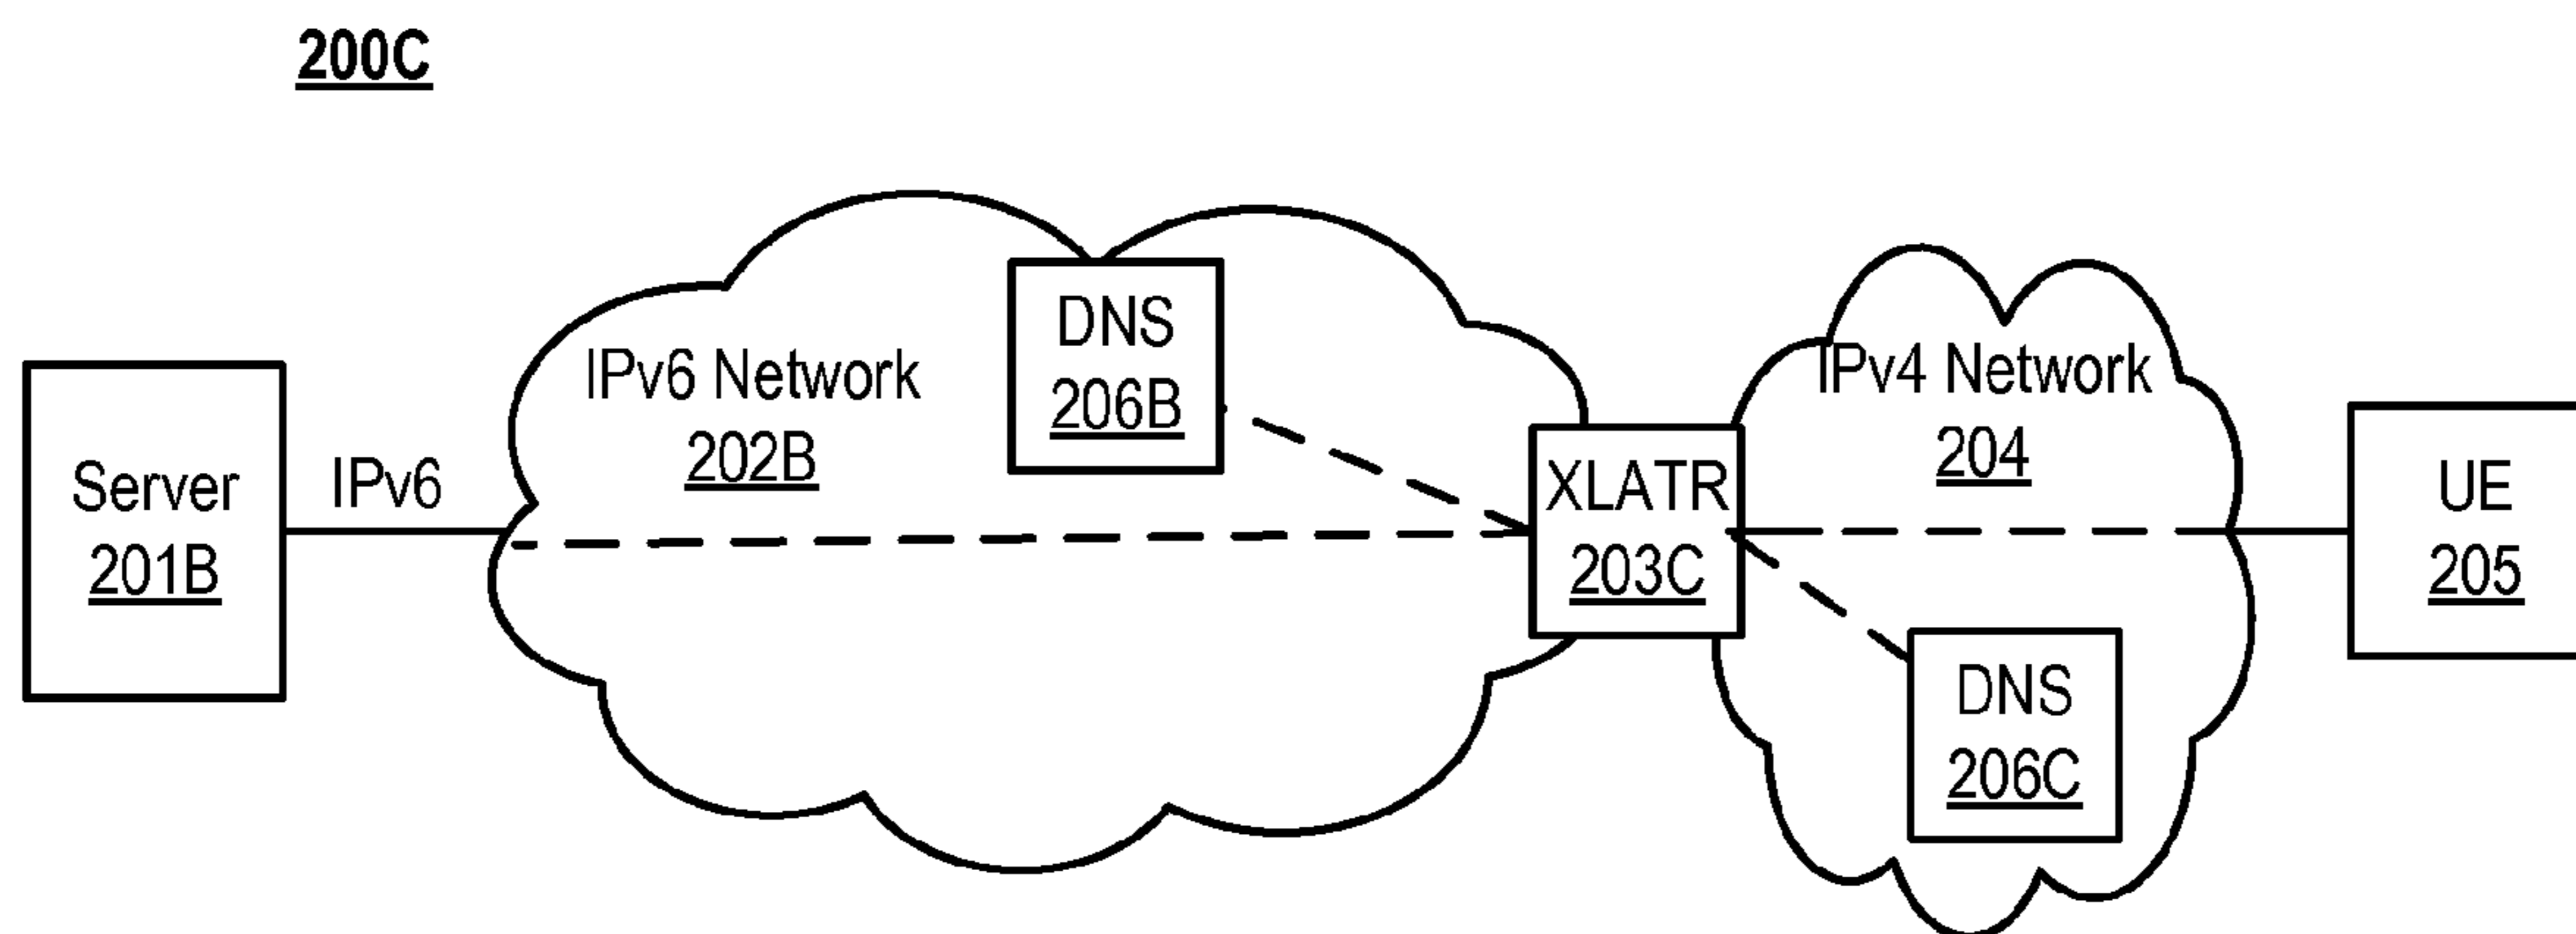 200C
Server
201B
IPv6
IPv6 Network
202B
DNS
206B
XLATR
203C
IPv4 Network
204
DNS
206C
UE
205